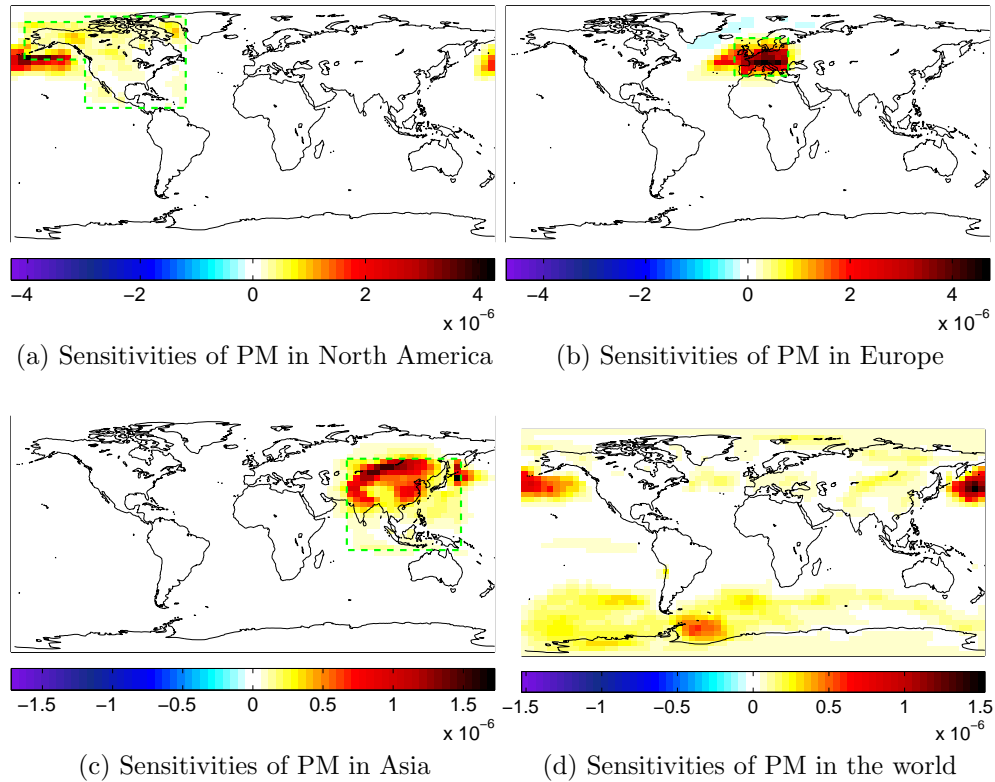 −4 −2 0 2 4
x 10⁻⁶
(a) Sensitivities of PM in North America
−4 −2 0 2 4
x 10⁻⁶
(b) Sensitivities of PM in Europe
−1.5 −1 −0.5 0 0.5 1 1.5
x 10⁻⁶
(c) Sensitivities of PM in Asia
−1.5 −1 −0.5 0 0.5 1 1.5
x 10⁻⁶
(d) Sensitivities of PM in the world